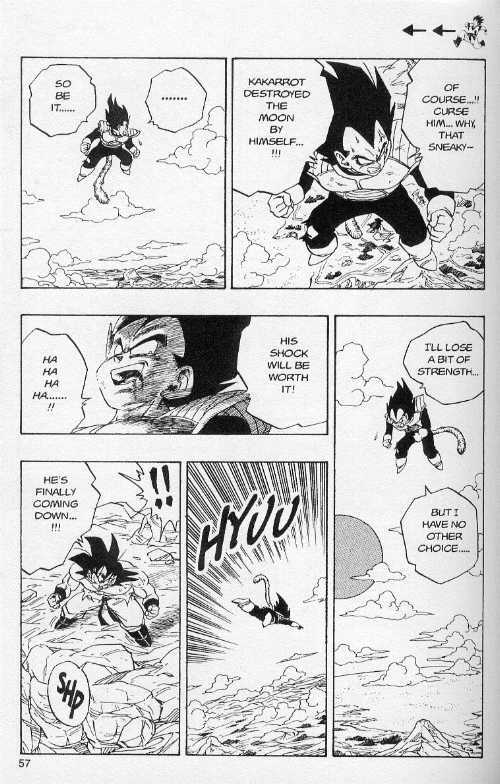 OF
COURSE...!!
CURSE
HIM... WHY,
THAT
SNEAKY–
KAKARROT
DESTROYED
THE
MOON
BY
HIMSELF...
!!!
.......
SO
BE
IT......
I'LL LOSE
A BIT OF
STRENGTH...
BUT I
HAVE NO
OTHER
CHOICE.....
HIS
SHOCK
WILL BE
WORTH
IT!
HA
HA
HA
HA.......
!!
HYUU
!!
HE'S
FINALLY
COMING
DOWN...
!!!
SHP
57